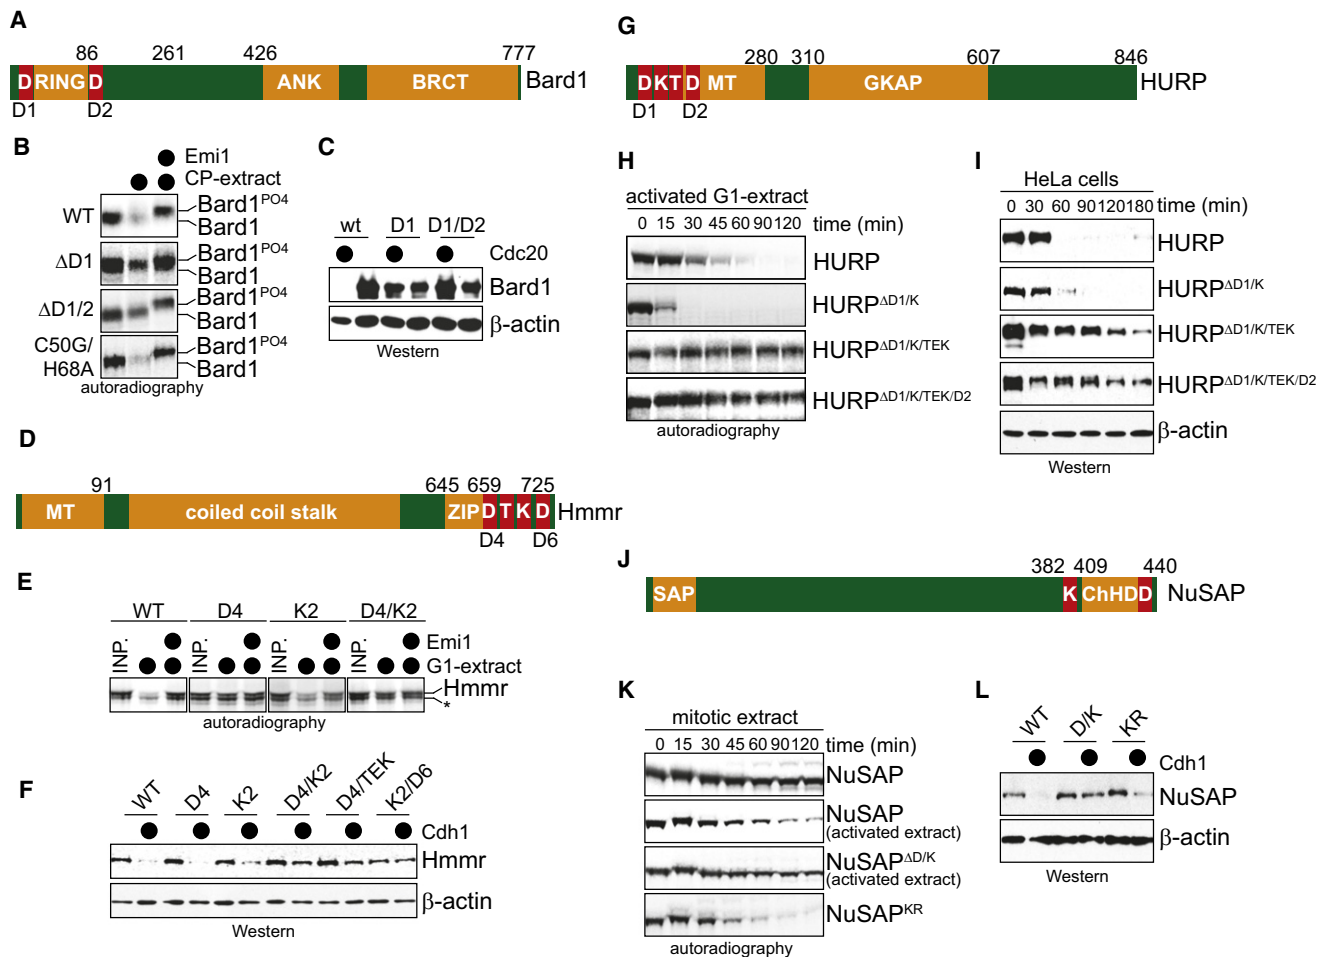 A
86 261 426 777
D RING D ANK BRCT Bard1
D1 D2
B
Emi1
CP-extract
WT Bard1PO4
Bard1
ΔD1 Bard1PO4
Bard1
ΔD1/2 Bard1PO4
Bard1
C50G/
H68A Bard1PO4
Bard1
autoradiography
C
wt D1 D1/D2
Cdc20
Bard1
β-actin
Western
D
91 645 659 725
MT coiled coil stalk ZIP D T K D Hmmr
D4 D6
E
WT D4 K2 D4/K2
INP. INP. INP. INP.
Emi1
G1-extract
Hmmr
*
autoradiography
F
WT D4 K2 D4/K2 D4/TEK K2/D6
Cdh1
Hmmr
β-actin
Western
G
280 310 607 846
D K T D MT GKAP HURP
D1 D2
H
activated G1-extract
0 15 30 45 60 90 120 time (min)
HURP
HURPΔD1/K
HURPΔD1/K/TEK
HURPΔD1/K/TEK/D2
autoradiography
I
HeLa cells
0 30 60 90 120 180 time (min)
HURP
HURPΔD1/K
HURPΔD1/K/TEK
HURPΔD1/K/TEK/D2
β-actin
Western
J
382 409 440
SAP K ChHD D NuSAP
K
mitotic extract
0 15 30 45 60 90 120 time (min)
NuSAP
NuSAP
(activated extract)
NuSAPΔD/K
(activated extract)
NuSAPKR
autoradiography
L
WT D/K KR
Cdh1
NuSAP
β-actin
Western